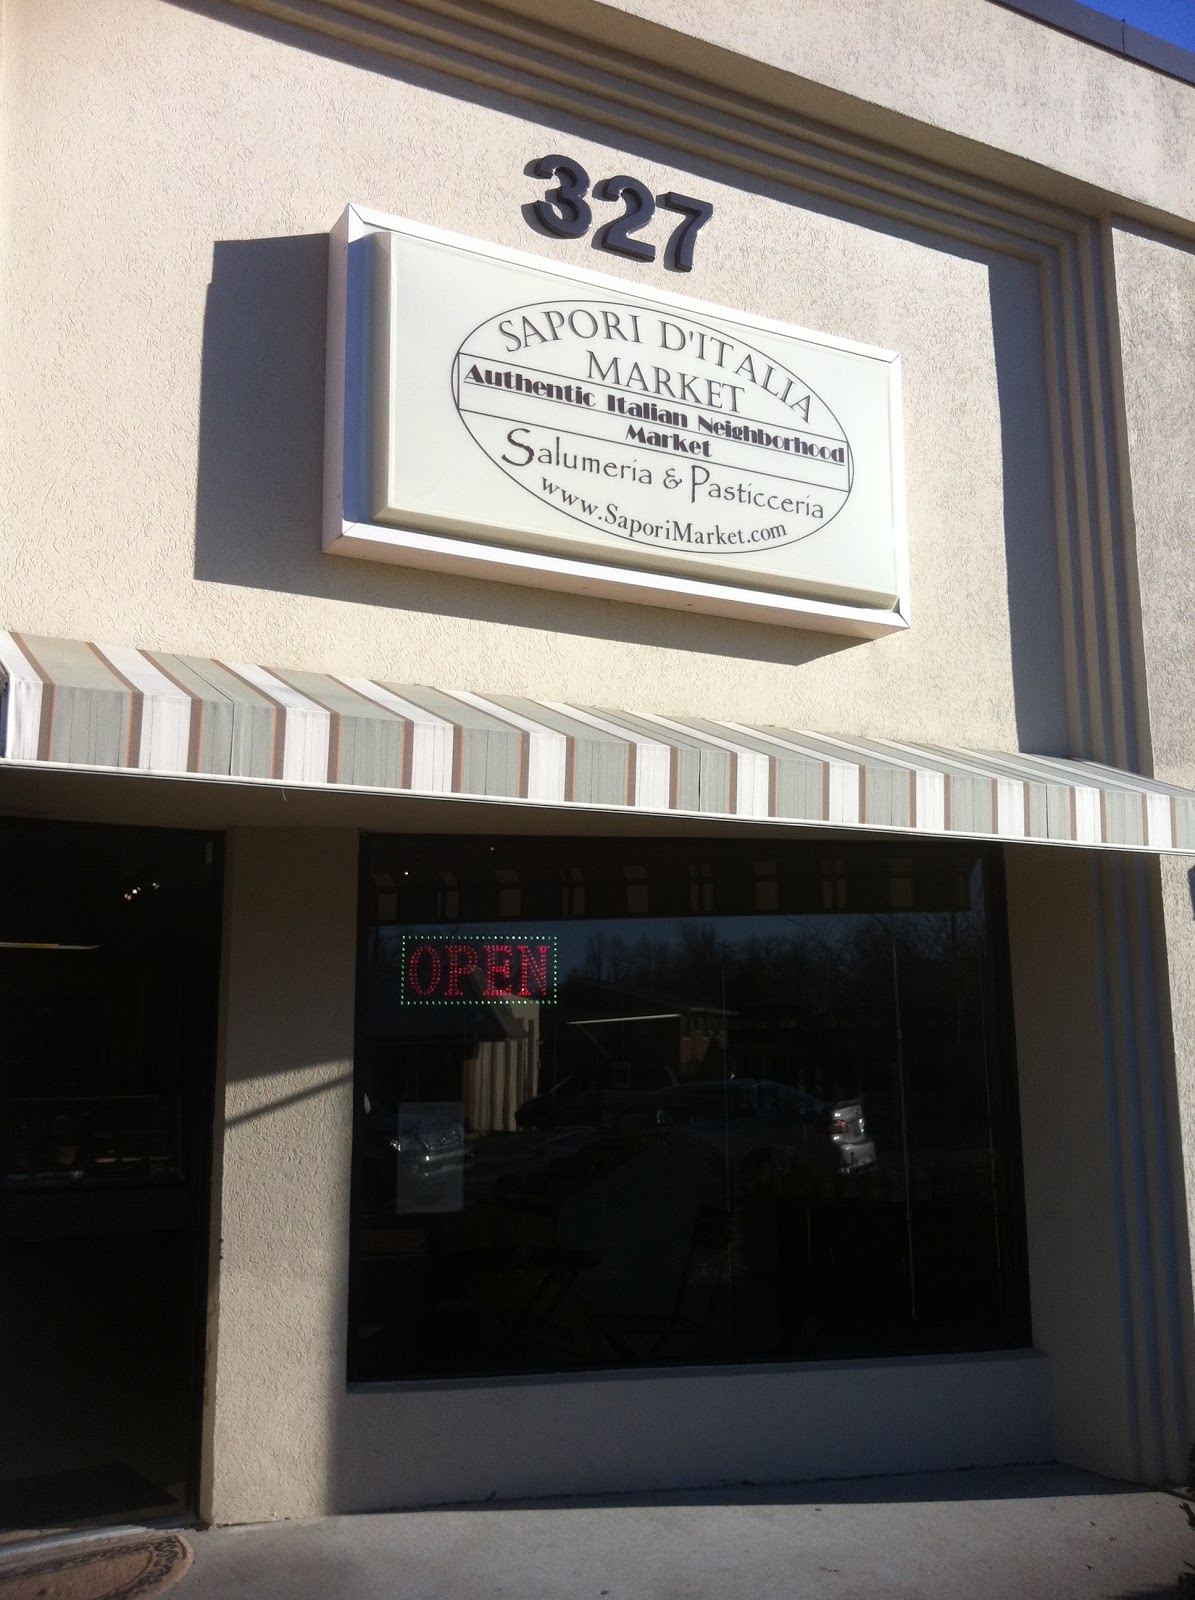 327
SAPORI D'ITALIA
MARKET
Authentic Italian Neighborhood
Market
Salumeria & Pasticceria
www.SaporiMarket.com
OPEN